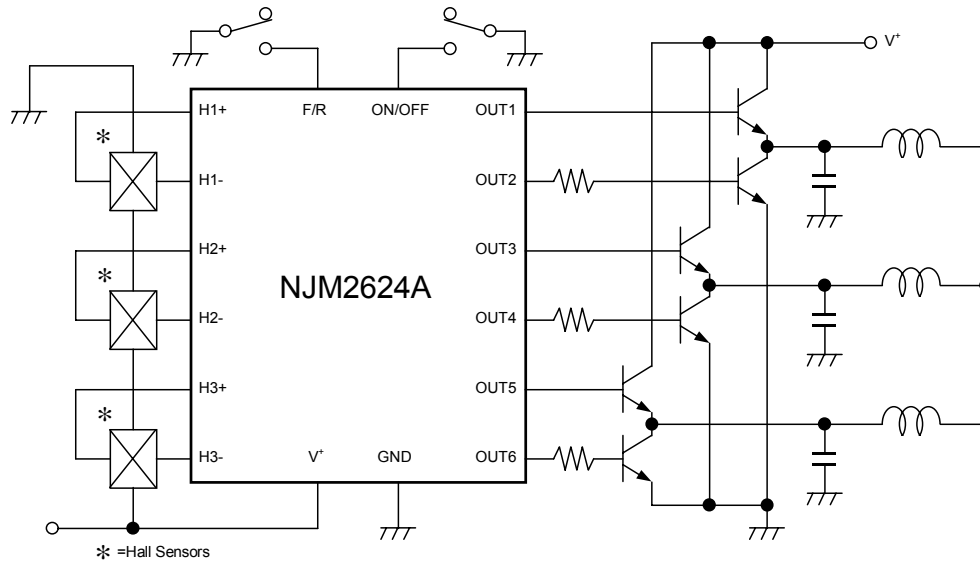 V⁺
H1+
F/R
ON/OFF
OUT1
*
H1-
OUT2
H2+
OUT3
*
NJM2624A
H2-
OUT4
H3+
OUT5
*
H3-
V⁺
GND
OUT6
* =Hall Sensors